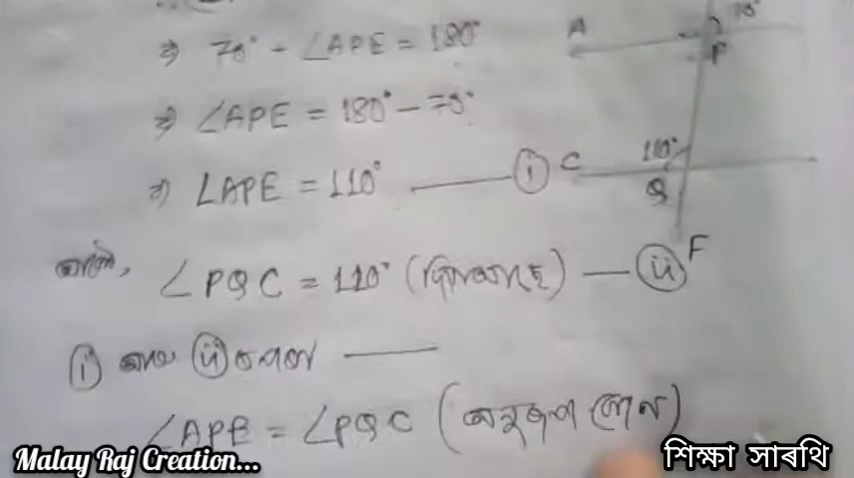 ⇒ 70° + ∠APE = 180°
⇒ ∠APE = 180° - 70°
⇒ ∠APE = 110° ——— (i)
∠PQC = 110° (দিয়া আছে) — (ii)
(i) আৰু (ii) ৰ পৰা ———
∠APE = ∠PQC (অনুৰূপ কোণ)
A
70°
P
C
110°
Q
F
Malay Raj Creation...
শিক্ষা সাৰথি